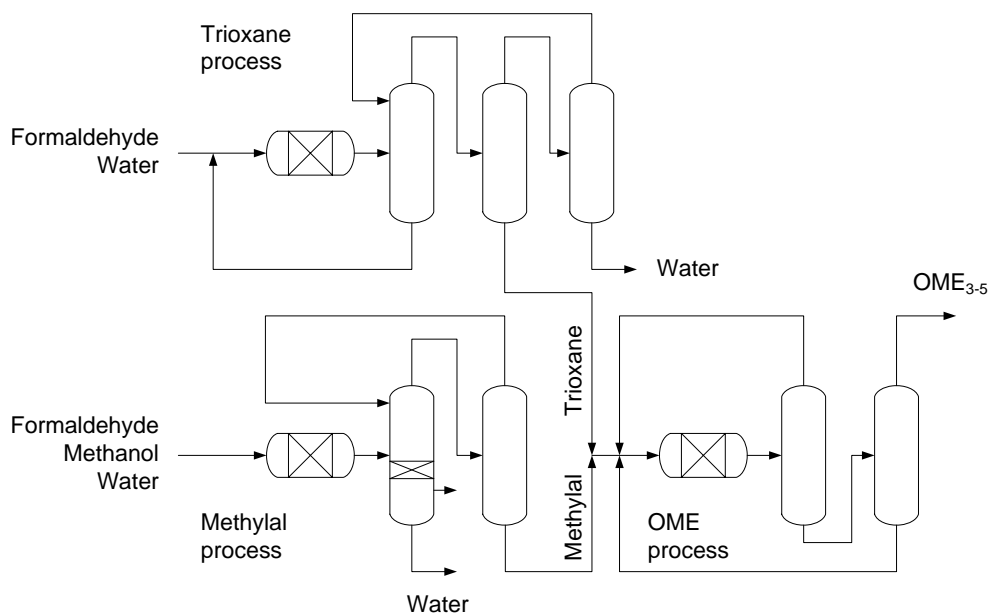 Trioxane
process
Formaldehyde
Water
Water
OME₃₋₅
Trioxane
Formaldehyde
Methanol
Water
Methylal
process
Methylal
OME
process
Water